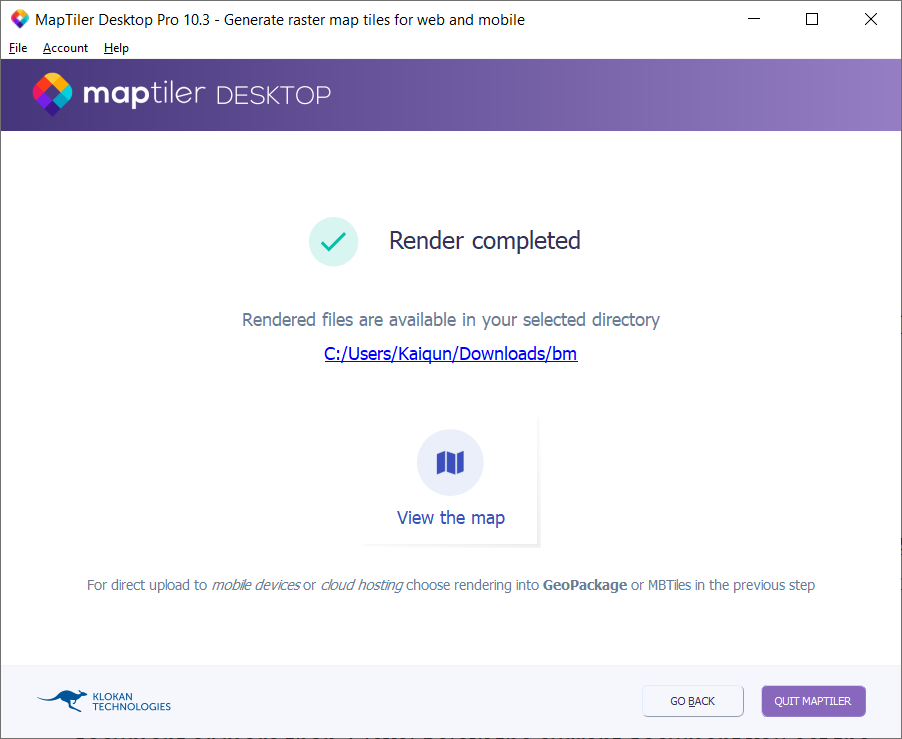 MapTiler Desktop Pro 10.3 - Generate raster map tiles for web and mobile
File Account Help
maptiler DESKTOP
Render completed
Rendered files are available in your selected directory
C:/Users/Kaiqun/Downloads/bm
View the map
For direct upload to mobile devices or cloud hosting choose rendering into GeoPackage or MBTiles in the previous step
KLOKAN
TECHNOLOGIES
GO BACK
QUIT MAPTILER